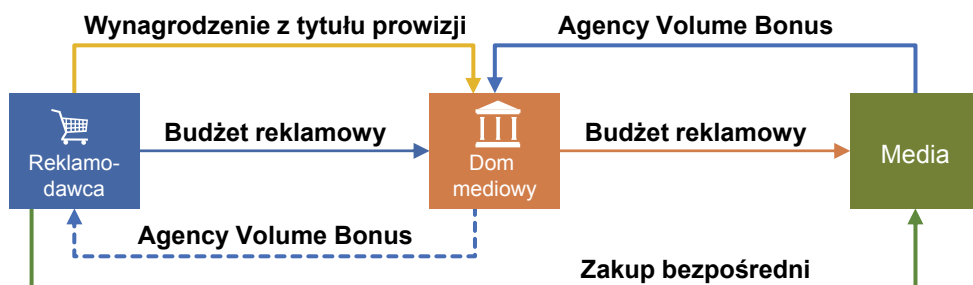 Wynagrodzenie z tytułu prowizji
Agency Volume Bonus
Reklamo-
dawca
Budżet reklamowy
Dom
mediowy
Budżet reklamowy
Media
Agency Volume Bonus
Zakup bezpośredni